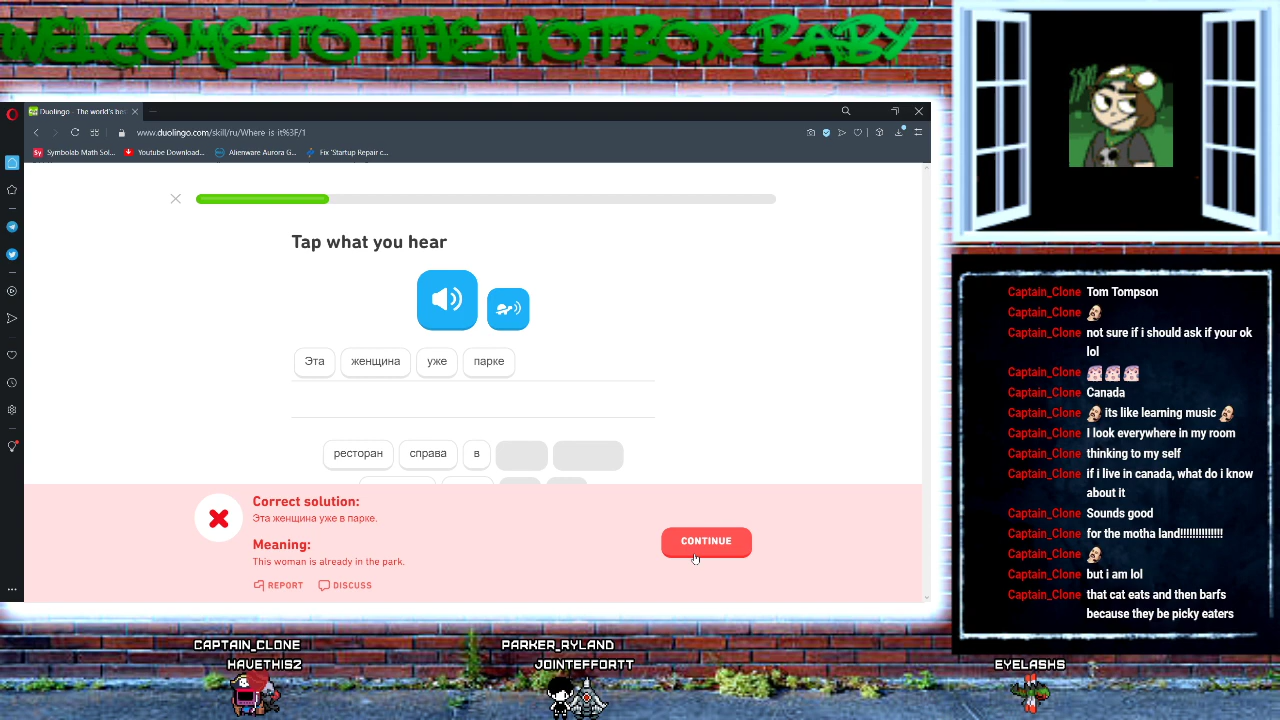 WELCOME TO THE HOTBOX BABY
Duolingo - The world's bes
www.duolingo.com/skill/ru/Where is it%3F/1
Symbolab Math Sol...
Youtube Download...
Alienware Aurora G...
Fix 'Startup Repair c...
Tap what you hear
Эта женщина уже парке
ресторан справа в
Correct solution:
Эта женщина уже в парке.
Meaning:
This woman is already in the park.
REPORT DISCUSS
CONTINUE
Captain_Clone Tom Tompson
Captain_Clone
Captain_Clone not sure if i should ask if your ok
lol
Captain_Clone
Captain_Clone Canada
Captain_Clone its like learning music
Captain_Clone I look everywhere in my room
Captain_Clone thinking to my self
Captain_Clone if i live in canada, what do i know
about it
Captain_Clone Sounds good
Captain_Clone for the motha land!!!!!!!!!!!!!!
Captain_Clone
Captain_Clone but i am lol
Captain_Clone that cat eats and then barfs
because they be picky eaters
CAPTAIN_CLONE
HAVETHISZ
PARKER_RYLAND
JOINTEFFORTT
EYELASHS